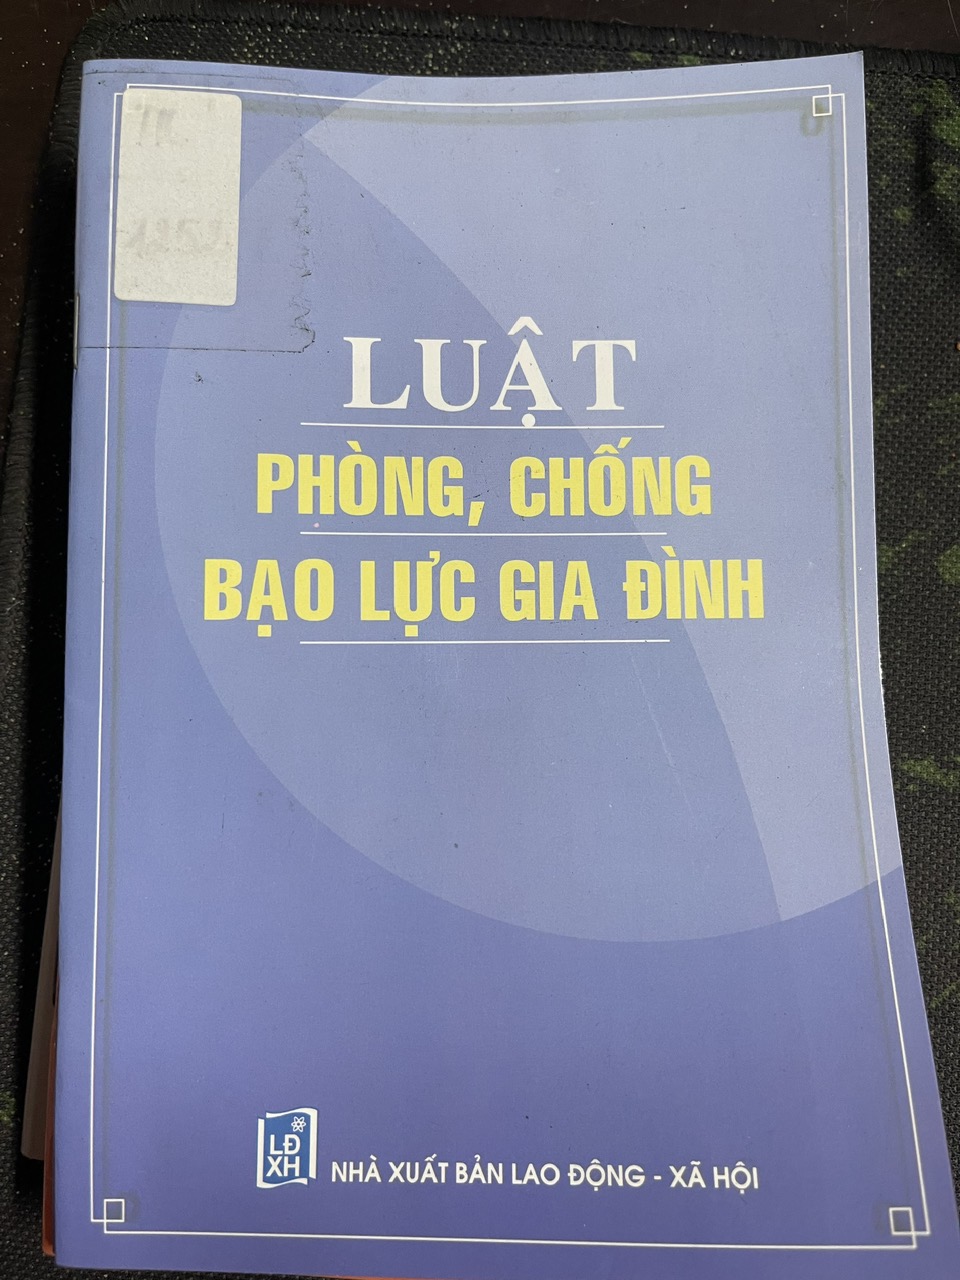 LUẬT
PHÒNG, CHỐNG
BẠO LỰC GIA ĐÌNH
LĐ
XH
NHÀ XUẤT BẢN LAO ĐỘNG - XÃ HỘI